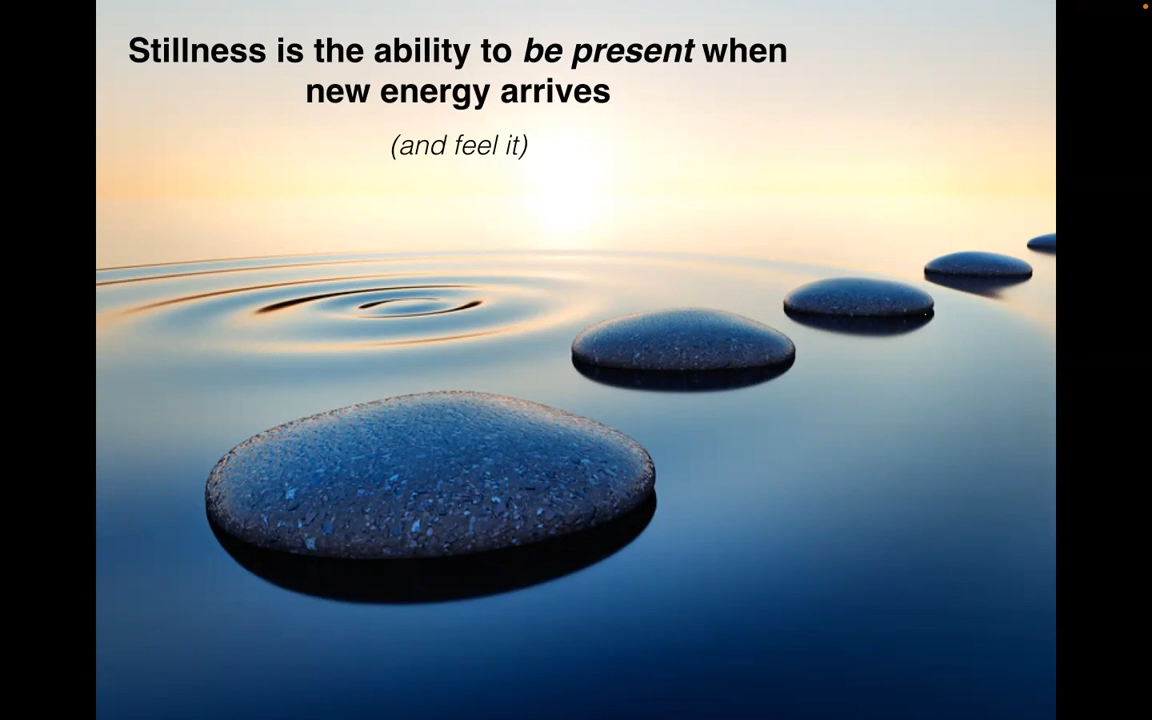 Stillness is the ability to be present when
new energy arrives
(and feel it)